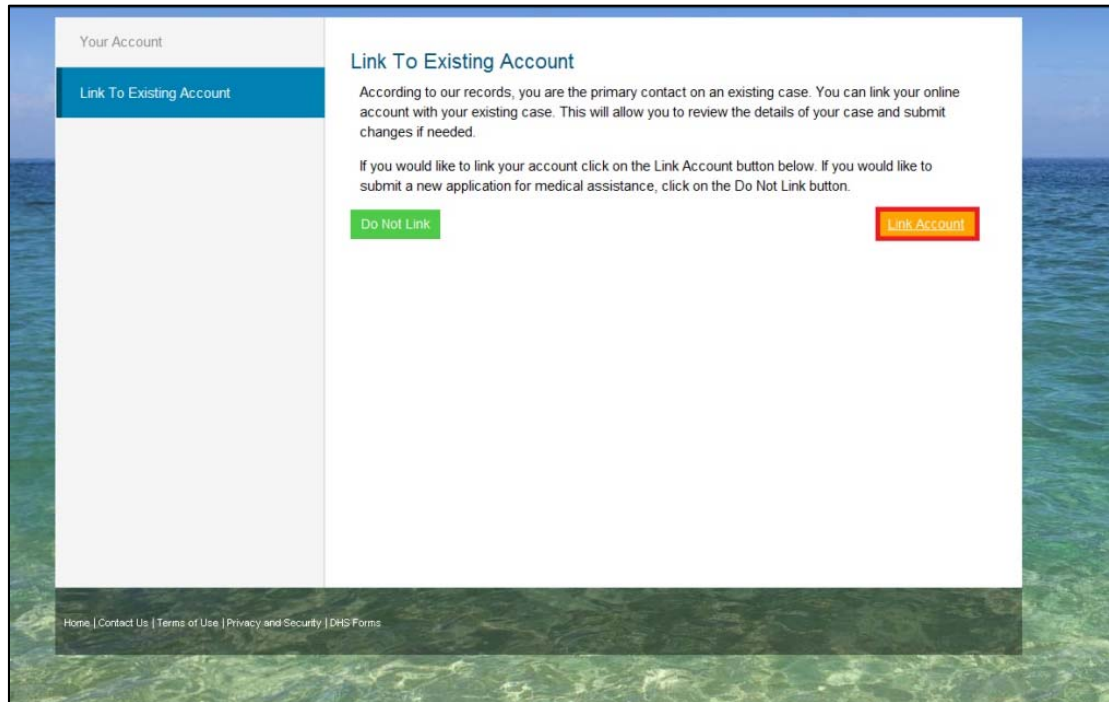 Your Account
Link To Existing Account
Link To Existing Account
According to our records, you are the primary contact on an existing case. You can link your online
account with your existing case. This will allow you to review the details of your case and submit
changes if needed.
If you would like to link your account click on the Link Account button below. If you would like to
submit a new application for medical assistance, click on the Do Not Link button.
Do Not Link
Link Account
Home | Contact Us | Terms of Use | Privacy and Security | DHS Forms